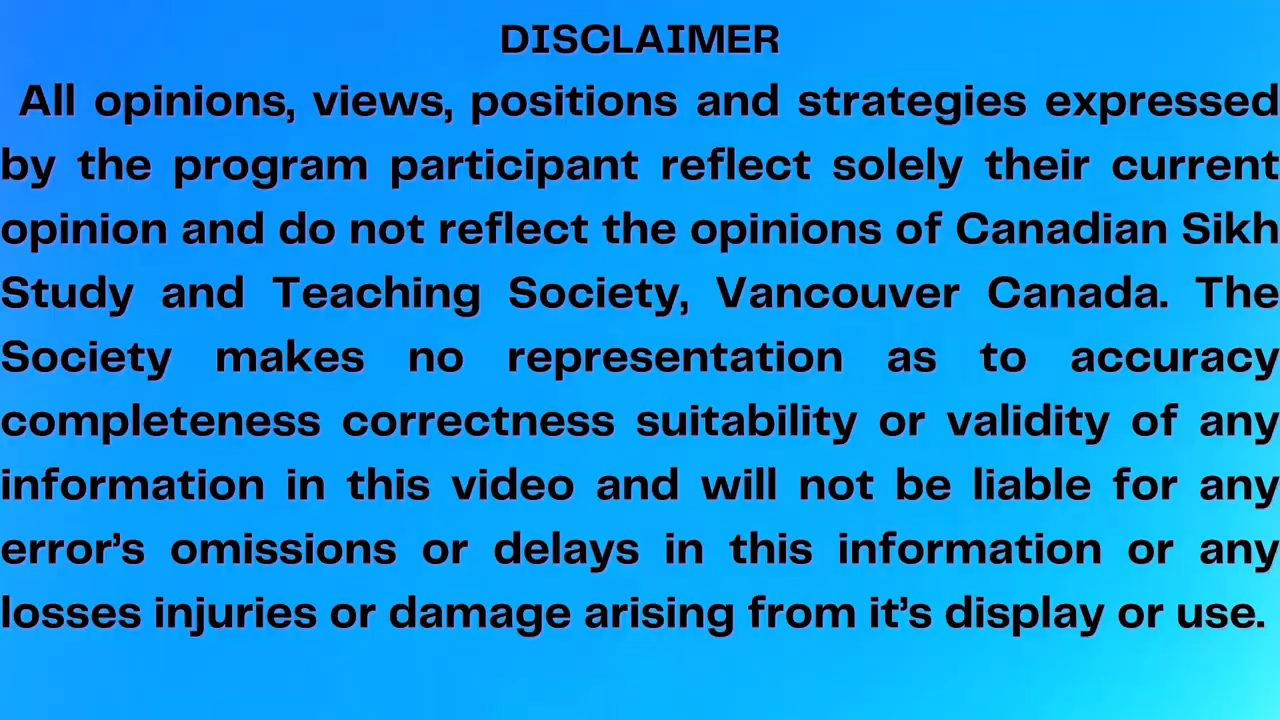 DISCLAIMER
All opinions, views, positions and strategies expressed
by the program participant reflect solely their current
opinion and do not reflect the opinions of Canadian Sikh
Study and Teaching Society, Vancouver Canada. The
Society makes no representation as to accuracy
completeness correctness suitability or validity of any
information in this video and will not be liable for any
error’s omissions or delays in this information or any
losses injuries or damage arising from it’s display or use.